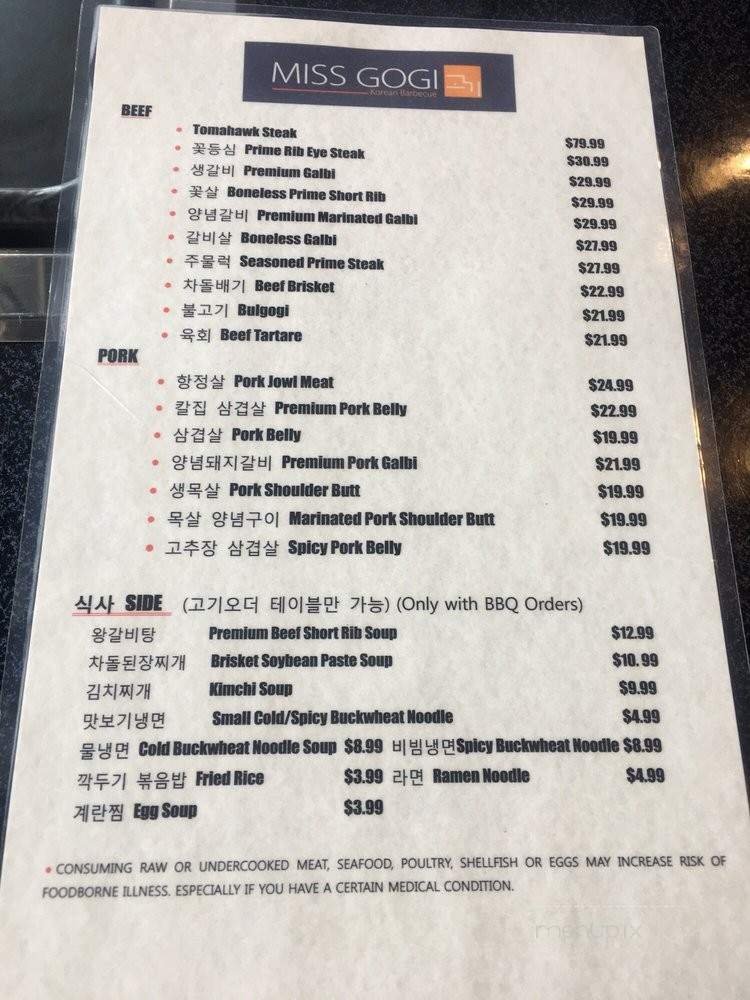 MISS GOGI 고기
Korean Barbecue
BEEF
• Tomahawk Steak $79.99
• 꽃등심 Prime Rib Eye Steak $30.99
• 생갈비 Premium Galbi $29.99
• 꽃살 Boneless Prime Short Rib $29.99
• 양념갈비 Premium Marinated Galbi $29.99
• 갈비살 Boneless Galbi $27.99
• 주물럭 Seasoned Prime Steak $27.99
• 차돌배기 Beef Brisket $22.99
• 불고기 Bulgogi $21.99
• 육회 Beef Tartare $21.99
PORK
• 항정살 Pork Jowl Meat $24.99
• 칼집 삼겹살 Premium Pork Belly $22.99
• 삼겹살 Pork Belly $19.99
• 양념돼지갈비 Premium Pork Galbi $21.99
• 생목살 Pork Shoulder Butt $19.99
• 목살 양념구이 Marinated Pork Shoulder Butt $19.99
• 고추장 삼겹살 Spicy Pork Belly $19.99
식사 SIDE (고기오더 테이블만 가능) (Only with BBQ Orders)
왕갈비탕 Premium Beef Short Rib Soup $12.99
차돌된장찌개 Brisket Soybean Paste Soup $10.99
김치찌개 Kimchi Soup $9.99
맛보기냉면 Small Cold/Spicy Buckwheat Noodle $4.99
물냉면 Cold Buckwheat Noodle Soup $8.99 비빔냉면Spicy Buckwheat Noodle $8.99
깍두기 볶음밥 Fried Rice $3.99 라면 Ramen Noodle $4.99
계란찜 Egg Soup $3.99
• CONSUMING RAW OR UNDERCOOKED MEAT, SEAFOOD, POULTRY, SHELLFISH OR EGGS MAY INCREASE RISK OF
FOODBORNE ILLNESS. ESPECIALLY IF YOU HAVE A CERTAIN MEDICAL CONDITION.
menupix